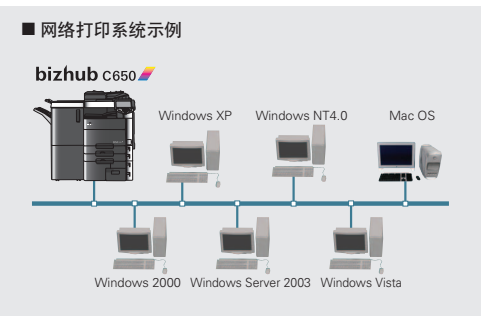 ■ 网络打印系统示例
bizhub C650
Windows XP Windows NT4.0 Mac OS
Windows 2000 Windows Server 2003 Windows Vista